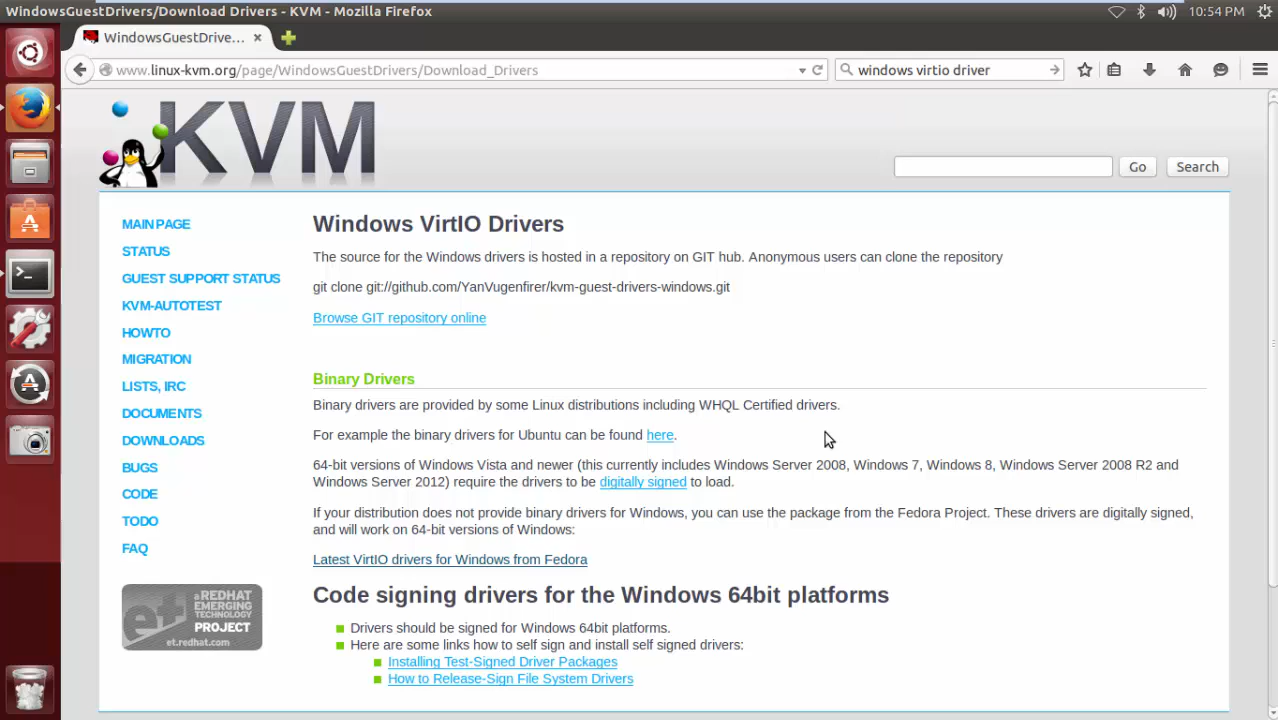 WindowsGuestDrivers/Download Drivers - KVM - Mozilla Firefox
10:54 PM
WindowsGuestDrive...
www.linux-kvm.org/page/WindowsGuestDrivers/Download_Drivers
windows virtio driver
KVM
Go
Search
MAIN PAGE
STATUS
GUEST SUPPORT STATUS
KVM-AUTOTEST
HOWTO
MIGRATION
LISTS, IRC
DOCUMENTS
DOWNLOADS
BUGS
CODE
TODO
FAQ
et
a REDHAT
EMERGING
TECHNOLOGY
PROJECT
et.redhat.com
Windows VirtIO Drivers
The source for the Windows drivers is hosted in a repository on GIT hub. Anonymous users can clone the repository
git clone git://github.com/YanVugenfirer/kvm-guest-drivers-windows.git
Browse GIT repository online
Binary Drivers
Binary drivers are provided by some Linux distributions including WHQL Certified drivers.
For example the binary drivers for Ubuntu can be found here.
64-bit versions of Windows Vista and newer (this currently includes Windows Server 2008, Windows 7, Windows 8, Windows Server 2008 R2 and
Windows Server 2012) require the drivers to be digitally signed to load.
If your distribution does not provide binary drivers for Windows, you can use the package from the Fedora Project. These drivers are digitally signed,
and will work on 64-bit versions of Windows:
Latest VirtIO drivers for Windows from Fedora
Code signing drivers for the Windows 64bit platforms
Drivers should be signed for Windows 64bit platforms.
Here are some links how to self sign and install self signed drivers:
Installing Test-Signed Driver Packages
How to Release-Sign File System Drivers